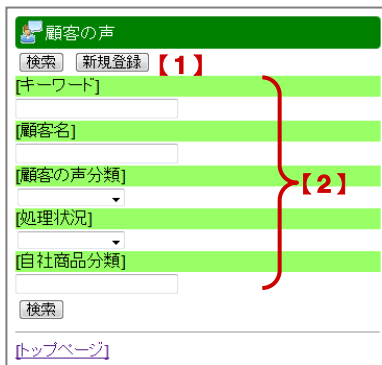 顧客の声
検索 新規登録 【1】
[キーワード]
[顧客名]
[顧客の声分類]
【2】
[処理状況]
[自社商品分類]
検索
[トップページ]